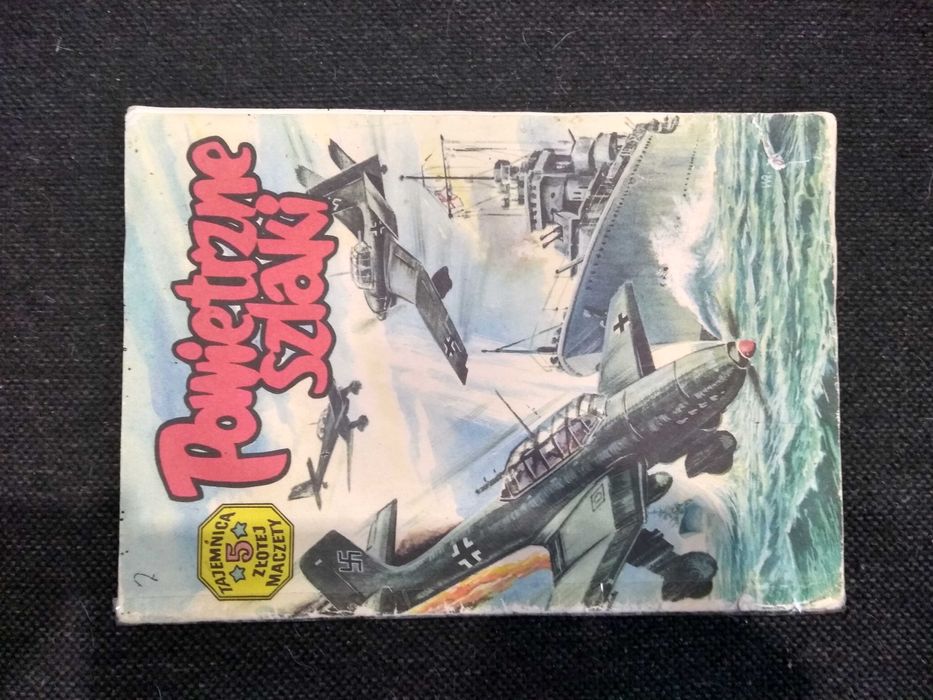 Powietrzne
Szlaki
TAJEMNICA
5
ZŁOTEJ
MACZETY